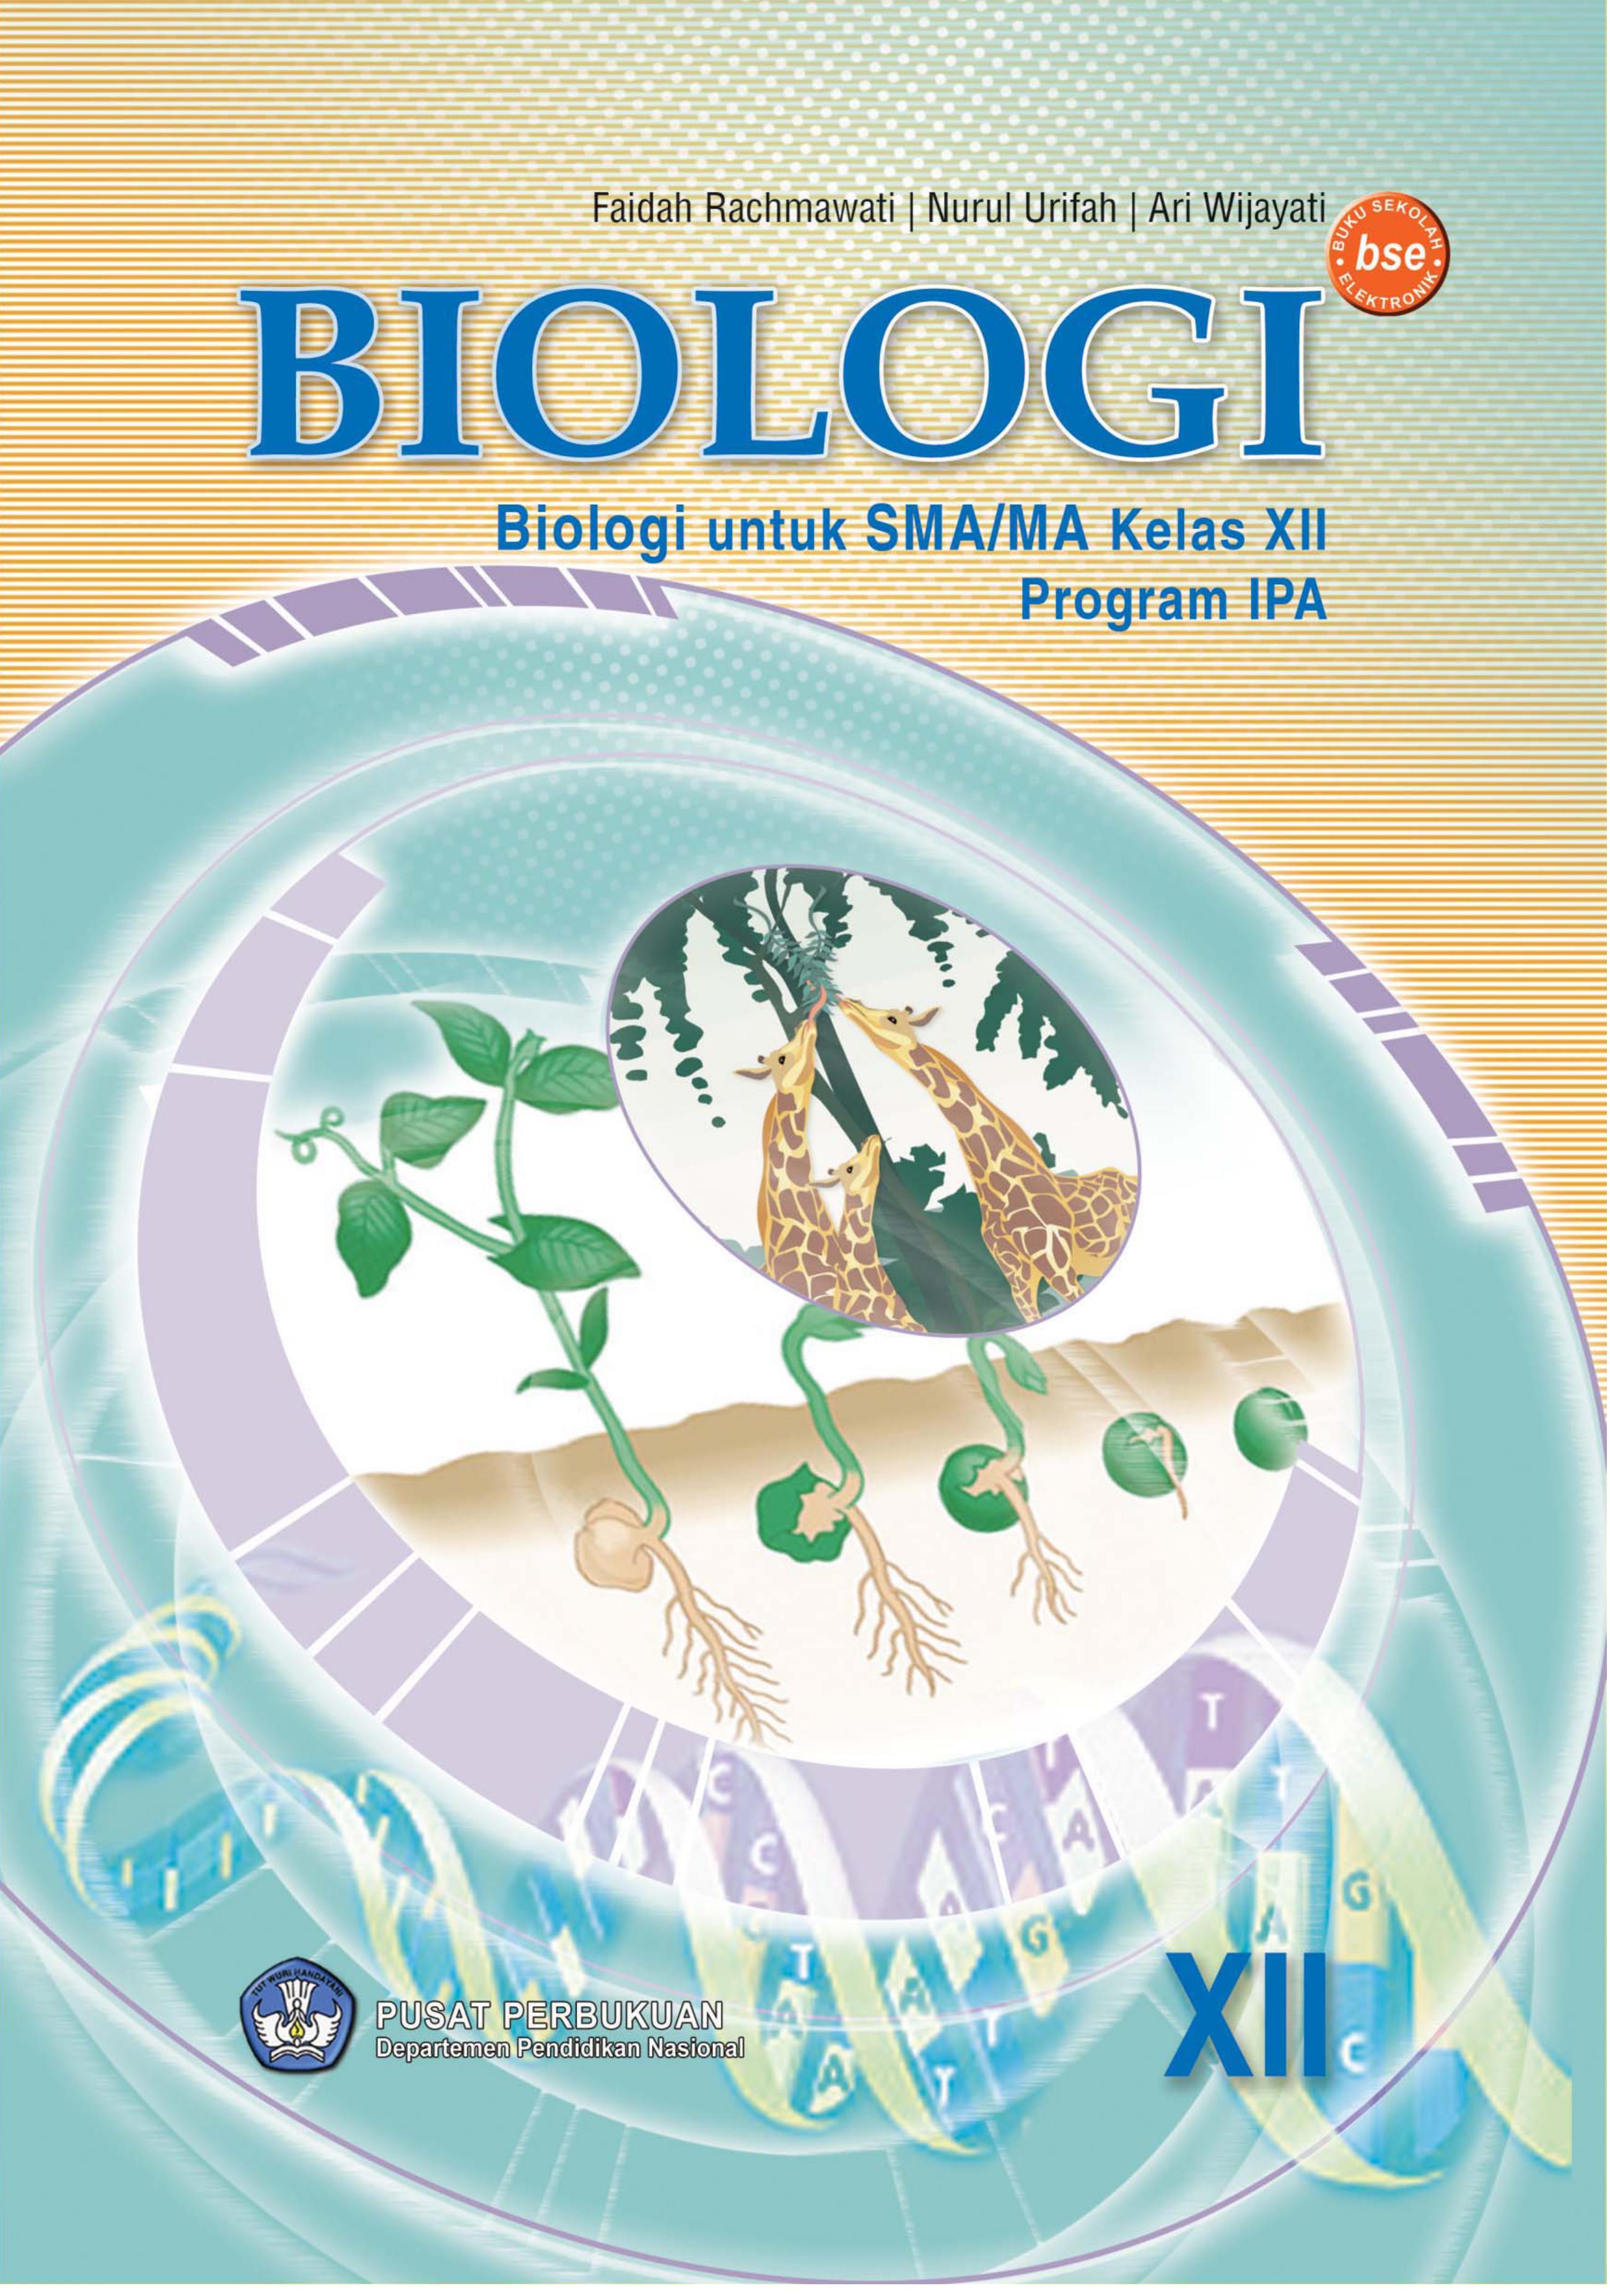 Faidah Rachmawati | Nurul Urifah | Ari Wijayati
BUKU SEKOLAH
bse
ELEKTRONIK
BIOLOGI
Biologi untuk SMA/MA Kelas XII
Program IPA
T
T
C
T
A
C
C
A
C
A
G
A
A
G
T
A
A
T
A
T
C
XII
TUT WURI HANDAYANI
PUSAT PERBUKUAN
Departemen Pendidikan Nasional